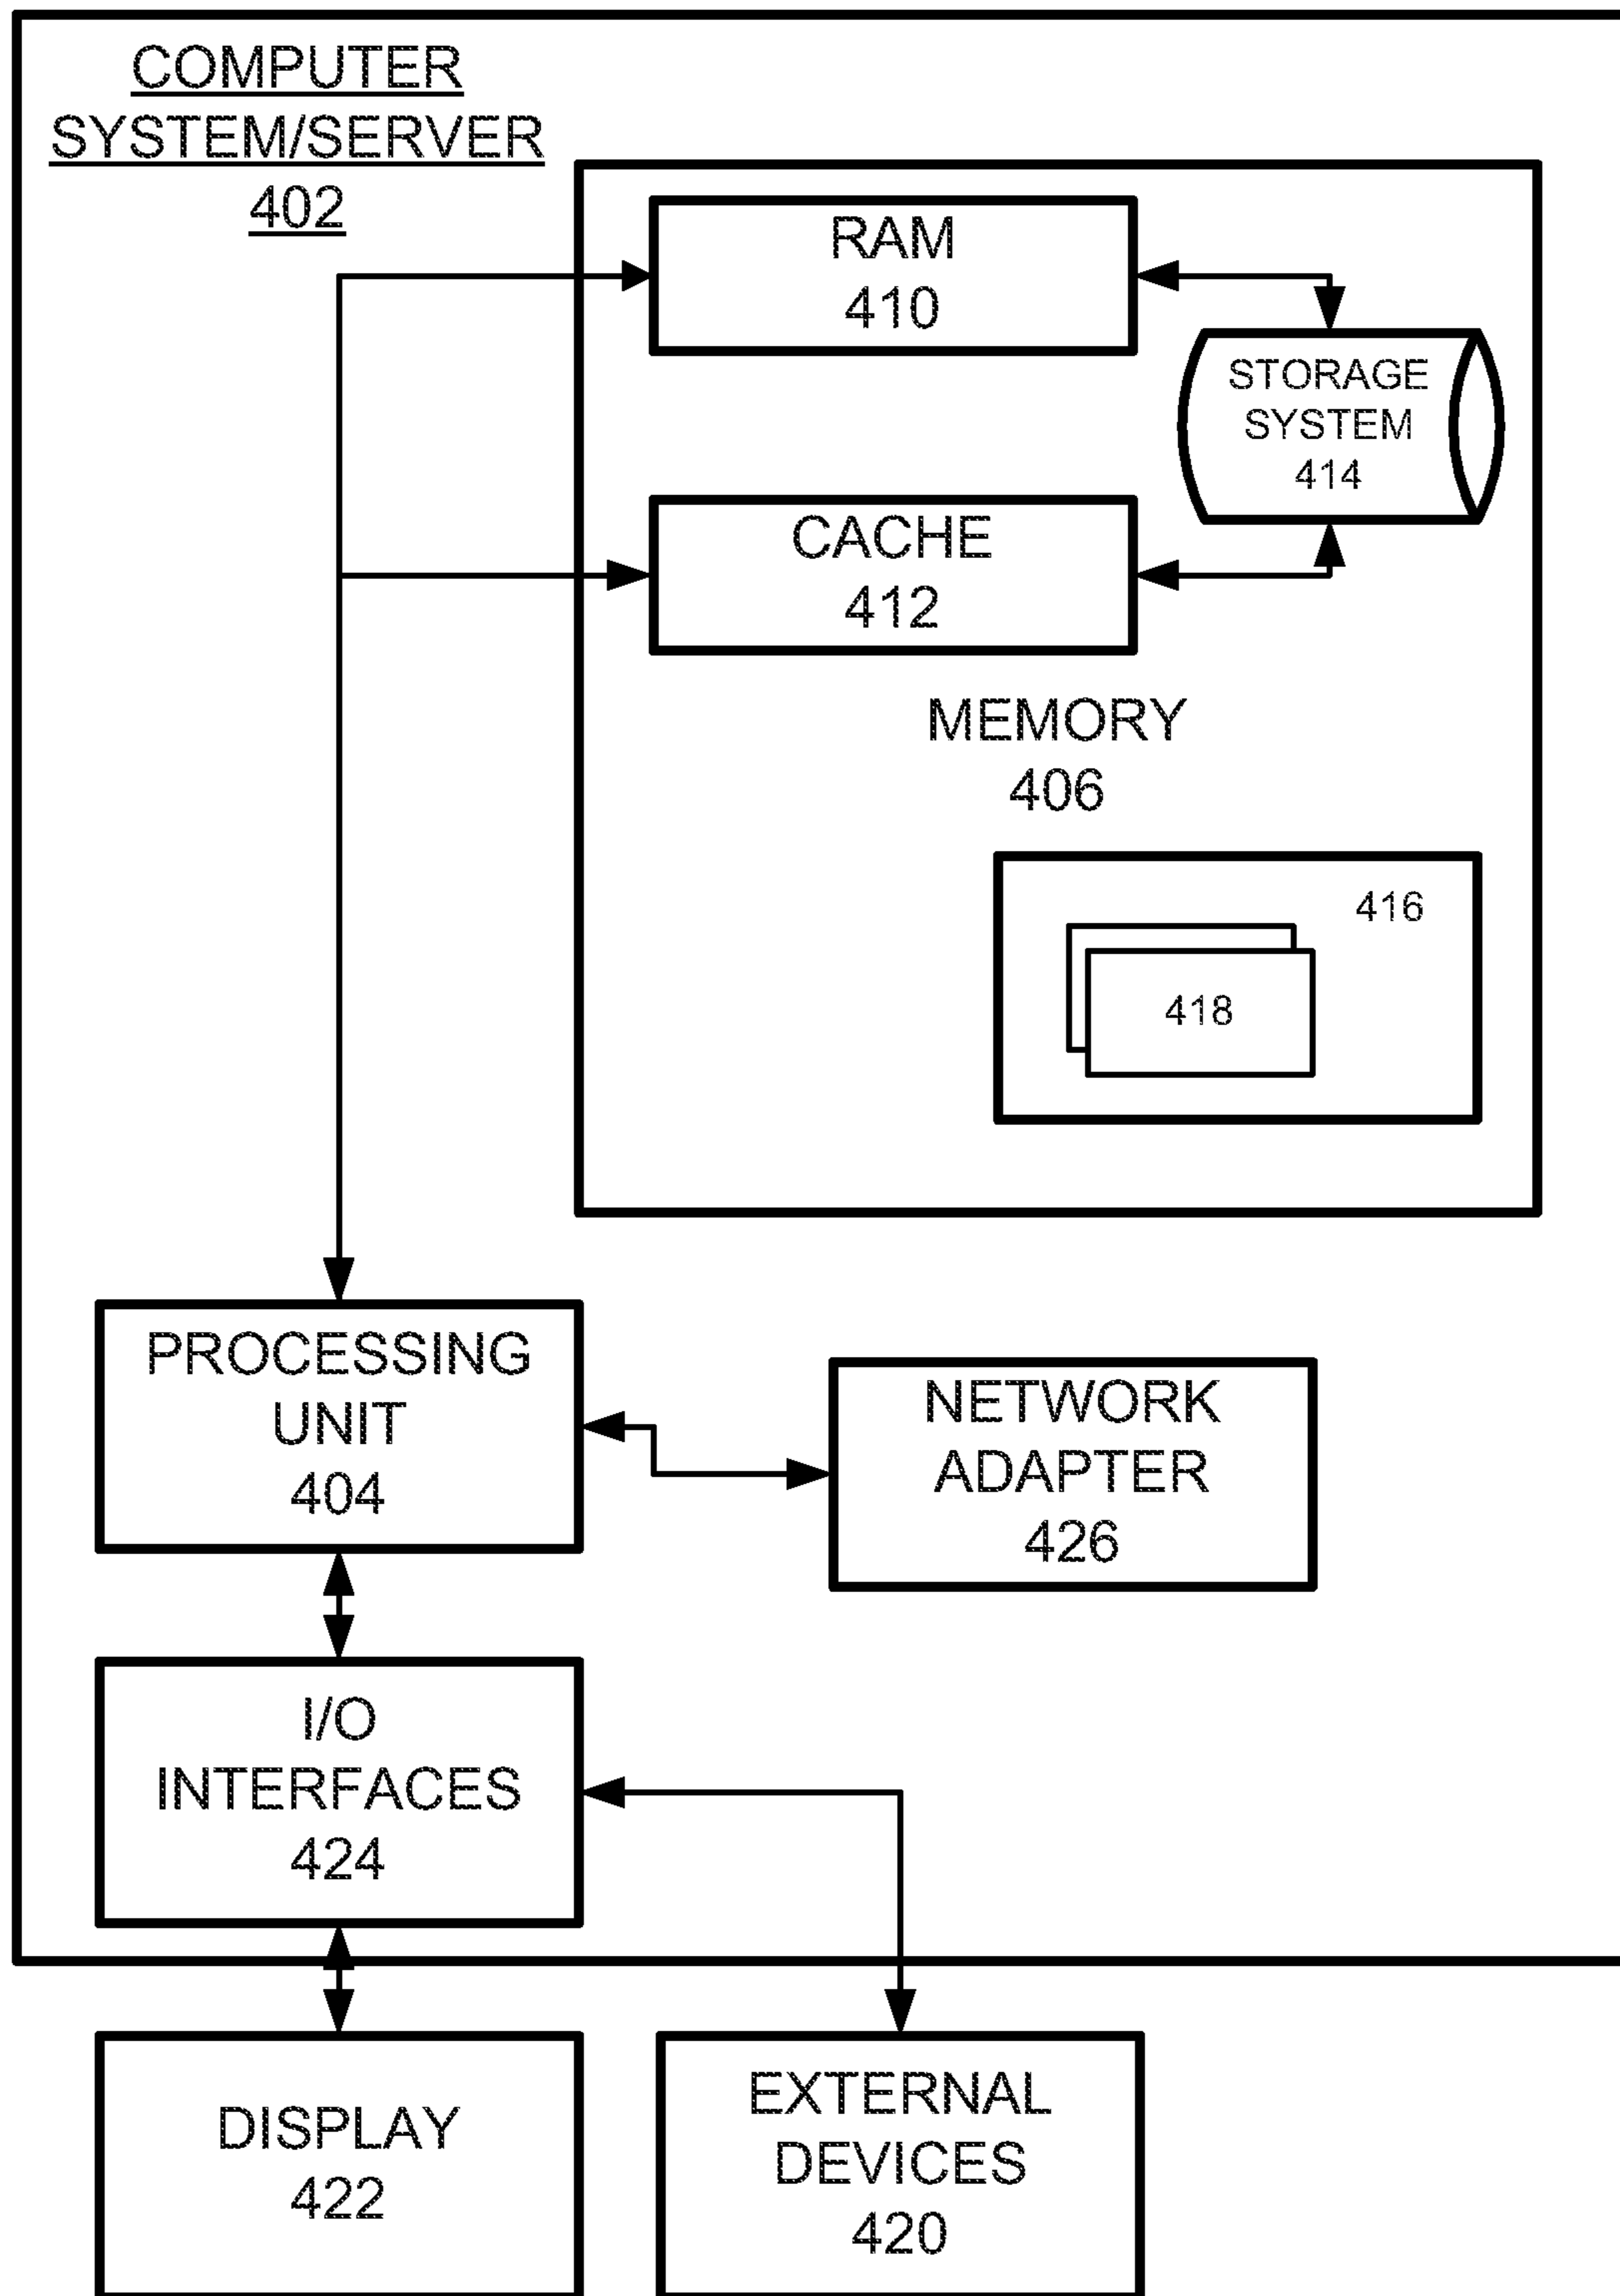 COMPUTER
SYSTEM/SERVER
402
RAM
410
STORAGE
SYSTEM
414
CACHE
412
MEMORY
406
416
418
PROCESSING
UNIT
404
NETWORK
ADAPTER
426
I/O
INTERFACES
424
DISPLAY
422
EXTERNAL
DEVICES
420